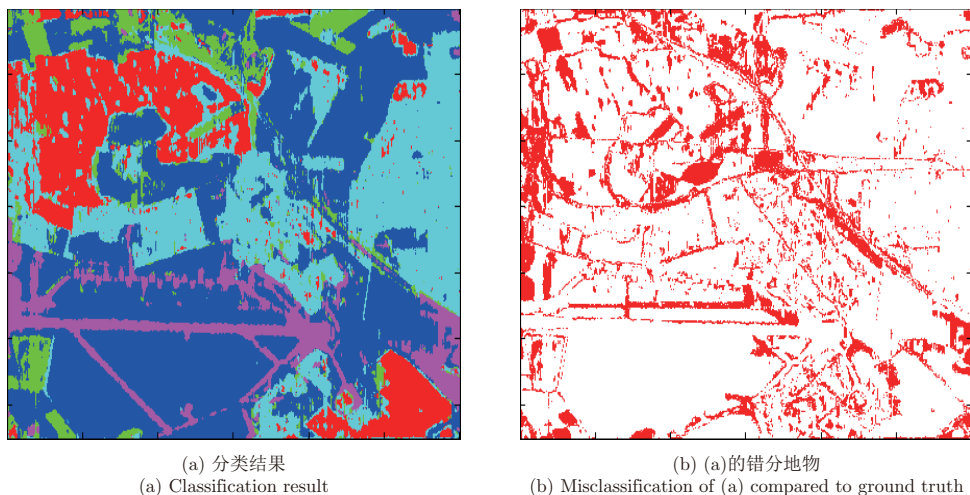 (a) 分类结果
(a) Classification result
(b) (a)的错分地物
(b) Misclassification of (a) compared to ground truth